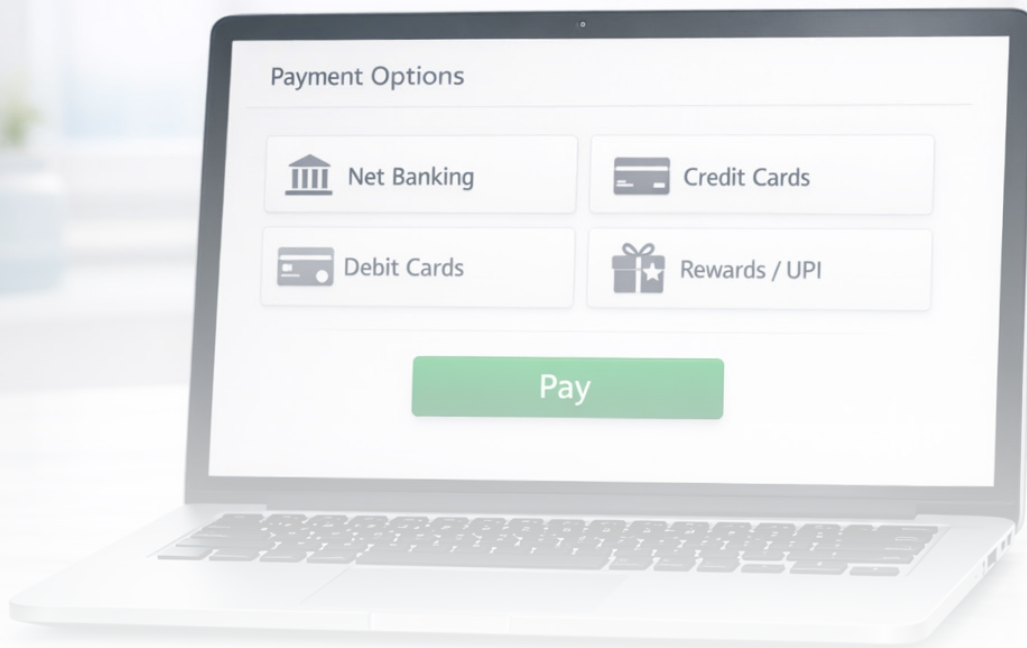 Payment Options
Net Banking
Credit Cards
Debit Cards
Rewards / UPI
Pay